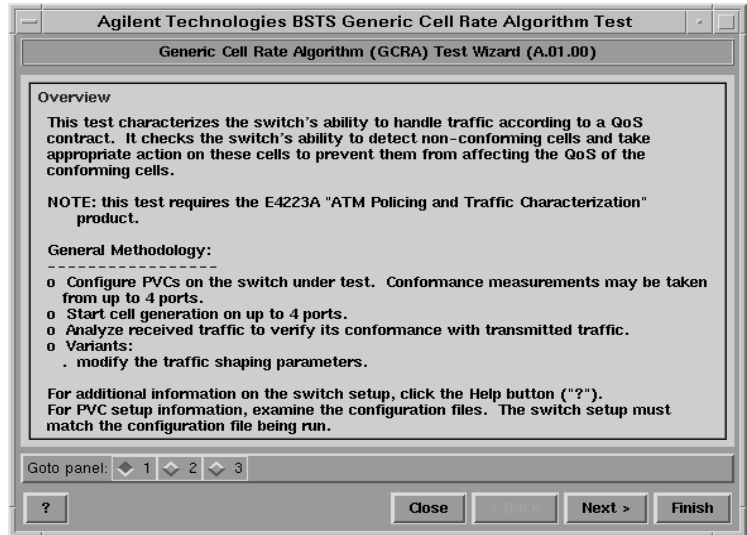 Agilent Technologies BSTS Generic Cell Rate Algorithm Test
Generic Cell Rate Algorithm (GCRA) Test Wizard (A.01.00)
Overview
This test characterizes the switch's ability to handle traffic according to a QoS
contract.  It checks the switch's ability to detect non-conforming cells and take
appropriate action on these cells to prevent them from affecting the QoS of the
conforming cells.
NOTE: this test requires the E4223A "ATM Policing and Traffic Characterization"
product.
General Methodology:
-----------------
o  Configure PVCs on the switch under test.  Conformance measurements may be taken
from up to 4 ports.
o  Start cell generation on up to 4 ports.
o  Analyze received traffic to verify its conformance with transmitted traffic.
o  Variants:
. modify the traffic shaping parameters.
For additional information on the switch setup, click the Help button ("?").
For PVC setup information, examine the configuration files.  The switch setup must
match the configuration file being run.
Goto panel: 1 2 3
? Close < Back Next > Finish